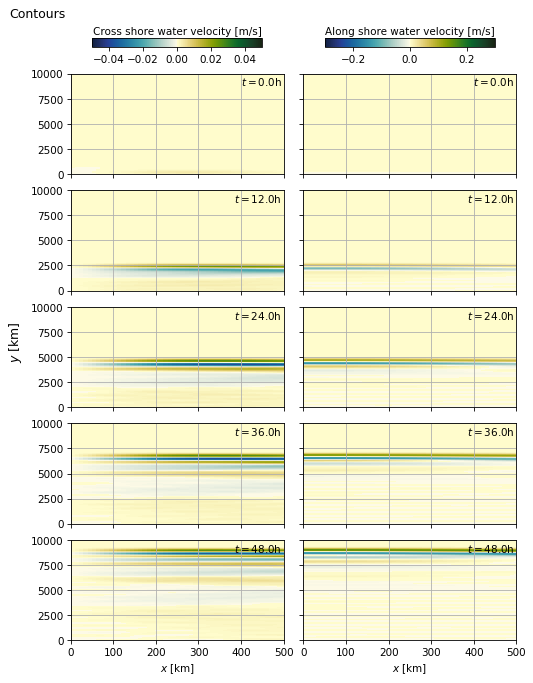 Contours
Cross shore water velocity [m/s] Along shore water velocity [m/s]
−0.04 −0.02 0.00 0.02 0.04 −0.2 0.0 0.2
10000 t = 0.0h t = 0.0h
7500
5000
2500
0
10000 t = 12.0h t = 12.0h
7500
5000
2500
0
10000 t = 24.0h t = 24.0h
7500
5000
2500
0
y [km]
10000 t = 36.0h t = 36.0h
7500
5000
2500
0
10000 t = 48.0h t = 48.0h
7500
5000
2500
0
0 100 200 300 400 500 0 100 200 300 400 500
x [km] x [km]